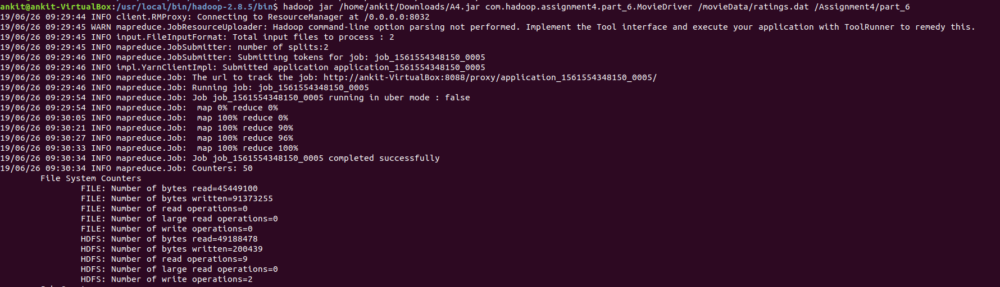 ankit@ankit-VirtualBox:/usr/local/bin/hadoop-2.8.5/bin$ hadoop jar /home/ankit/Downloads/A4.jar com.hadoop.assignment4.part_6.MovieDriver /movieData/ratings.dat /Assignment4/part_6
19/06/26 09:29:44 INFO client.RMProxy: Connecting to ResourceManager at /0.0.0.0:8032
19/06/26 09:29:45 WARN mapreduce.JobResourceUploader: Hadoop command-line option parsing not performed. Implement the Tool interface and execute your application with ToolRunner to remedy this.
19/06/26 09:29:45 INFO input.FileInputFormat: Total input files to process : 2
19/06/26 09:29:45 INFO mapreduce.JobSubmitter: number of splits:2
19/06/26 09:29:46 INFO mapreduce.JobSubmitter: Submitting tokens for job: job_1561554348150_0005
19/06/26 09:29:46 INFO impl.YarnClientImpl: Submitted application application_1561554348150_0005
19/06/26 09:29:46 INFO mapreduce.Job: The url to track the job: http://ankit-VirtualBox:8088/proxy/application_1561554348150_0005/
19/06/26 09:29:46 INFO mapreduce.Job: Running job: job_1561554348150_0005
19/06/26 09:29:54 INFO mapreduce.Job: Job job_1561554348150_0005 running in uber mode : false
19/06/26 09:29:54 INFO mapreduce.Job:  map 0% reduce 0%
19/06/26 09:30:05 INFO mapreduce.Job:  map 100% reduce 0%
19/06/26 09:30:21 INFO mapreduce.Job:  map 100% reduce 90%
19/06/26 09:30:27 INFO mapreduce.Job:  map 100% reduce 96%
19/06/26 09:30:33 INFO mapreduce.Job:  map 100% reduce 100%
19/06/26 09:30:34 INFO mapreduce.Job: Job job_1561554348150_0005 completed successfully
19/06/26 09:30:34 INFO mapreduce.Job: Counters: 50
File System Counters
FILE: Number of bytes read=45449100
FILE: Number of bytes written=91373255
FILE: Number of read operations=0
FILE: Number of large read operations=0
FILE: Number of write operations=0
HDFS: Number of bytes read=49188478
HDFS: Number of bytes written=200439
HDFS: Number of read operations=9
HDFS: Number of large read operations=0
HDFS: Number of write operations=2